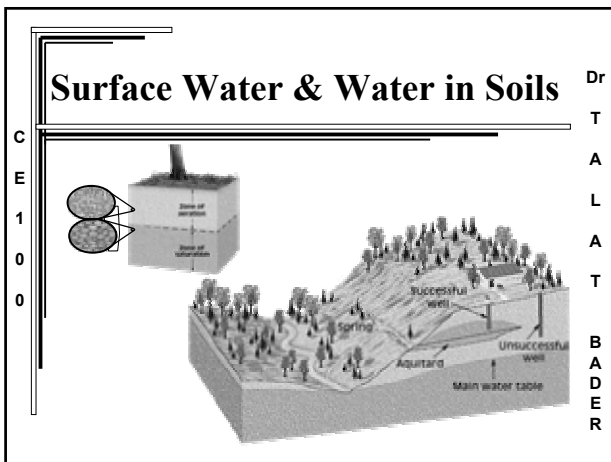 Surface Water & Water in Soils
Dr
T
A
L
A
T
B
A
D
E
R
C
E
1
0
0
Zone of
aeration
Zone of
saturation
Spring
Successful
well
Unsuccessful
well
Aquitard
Main water table